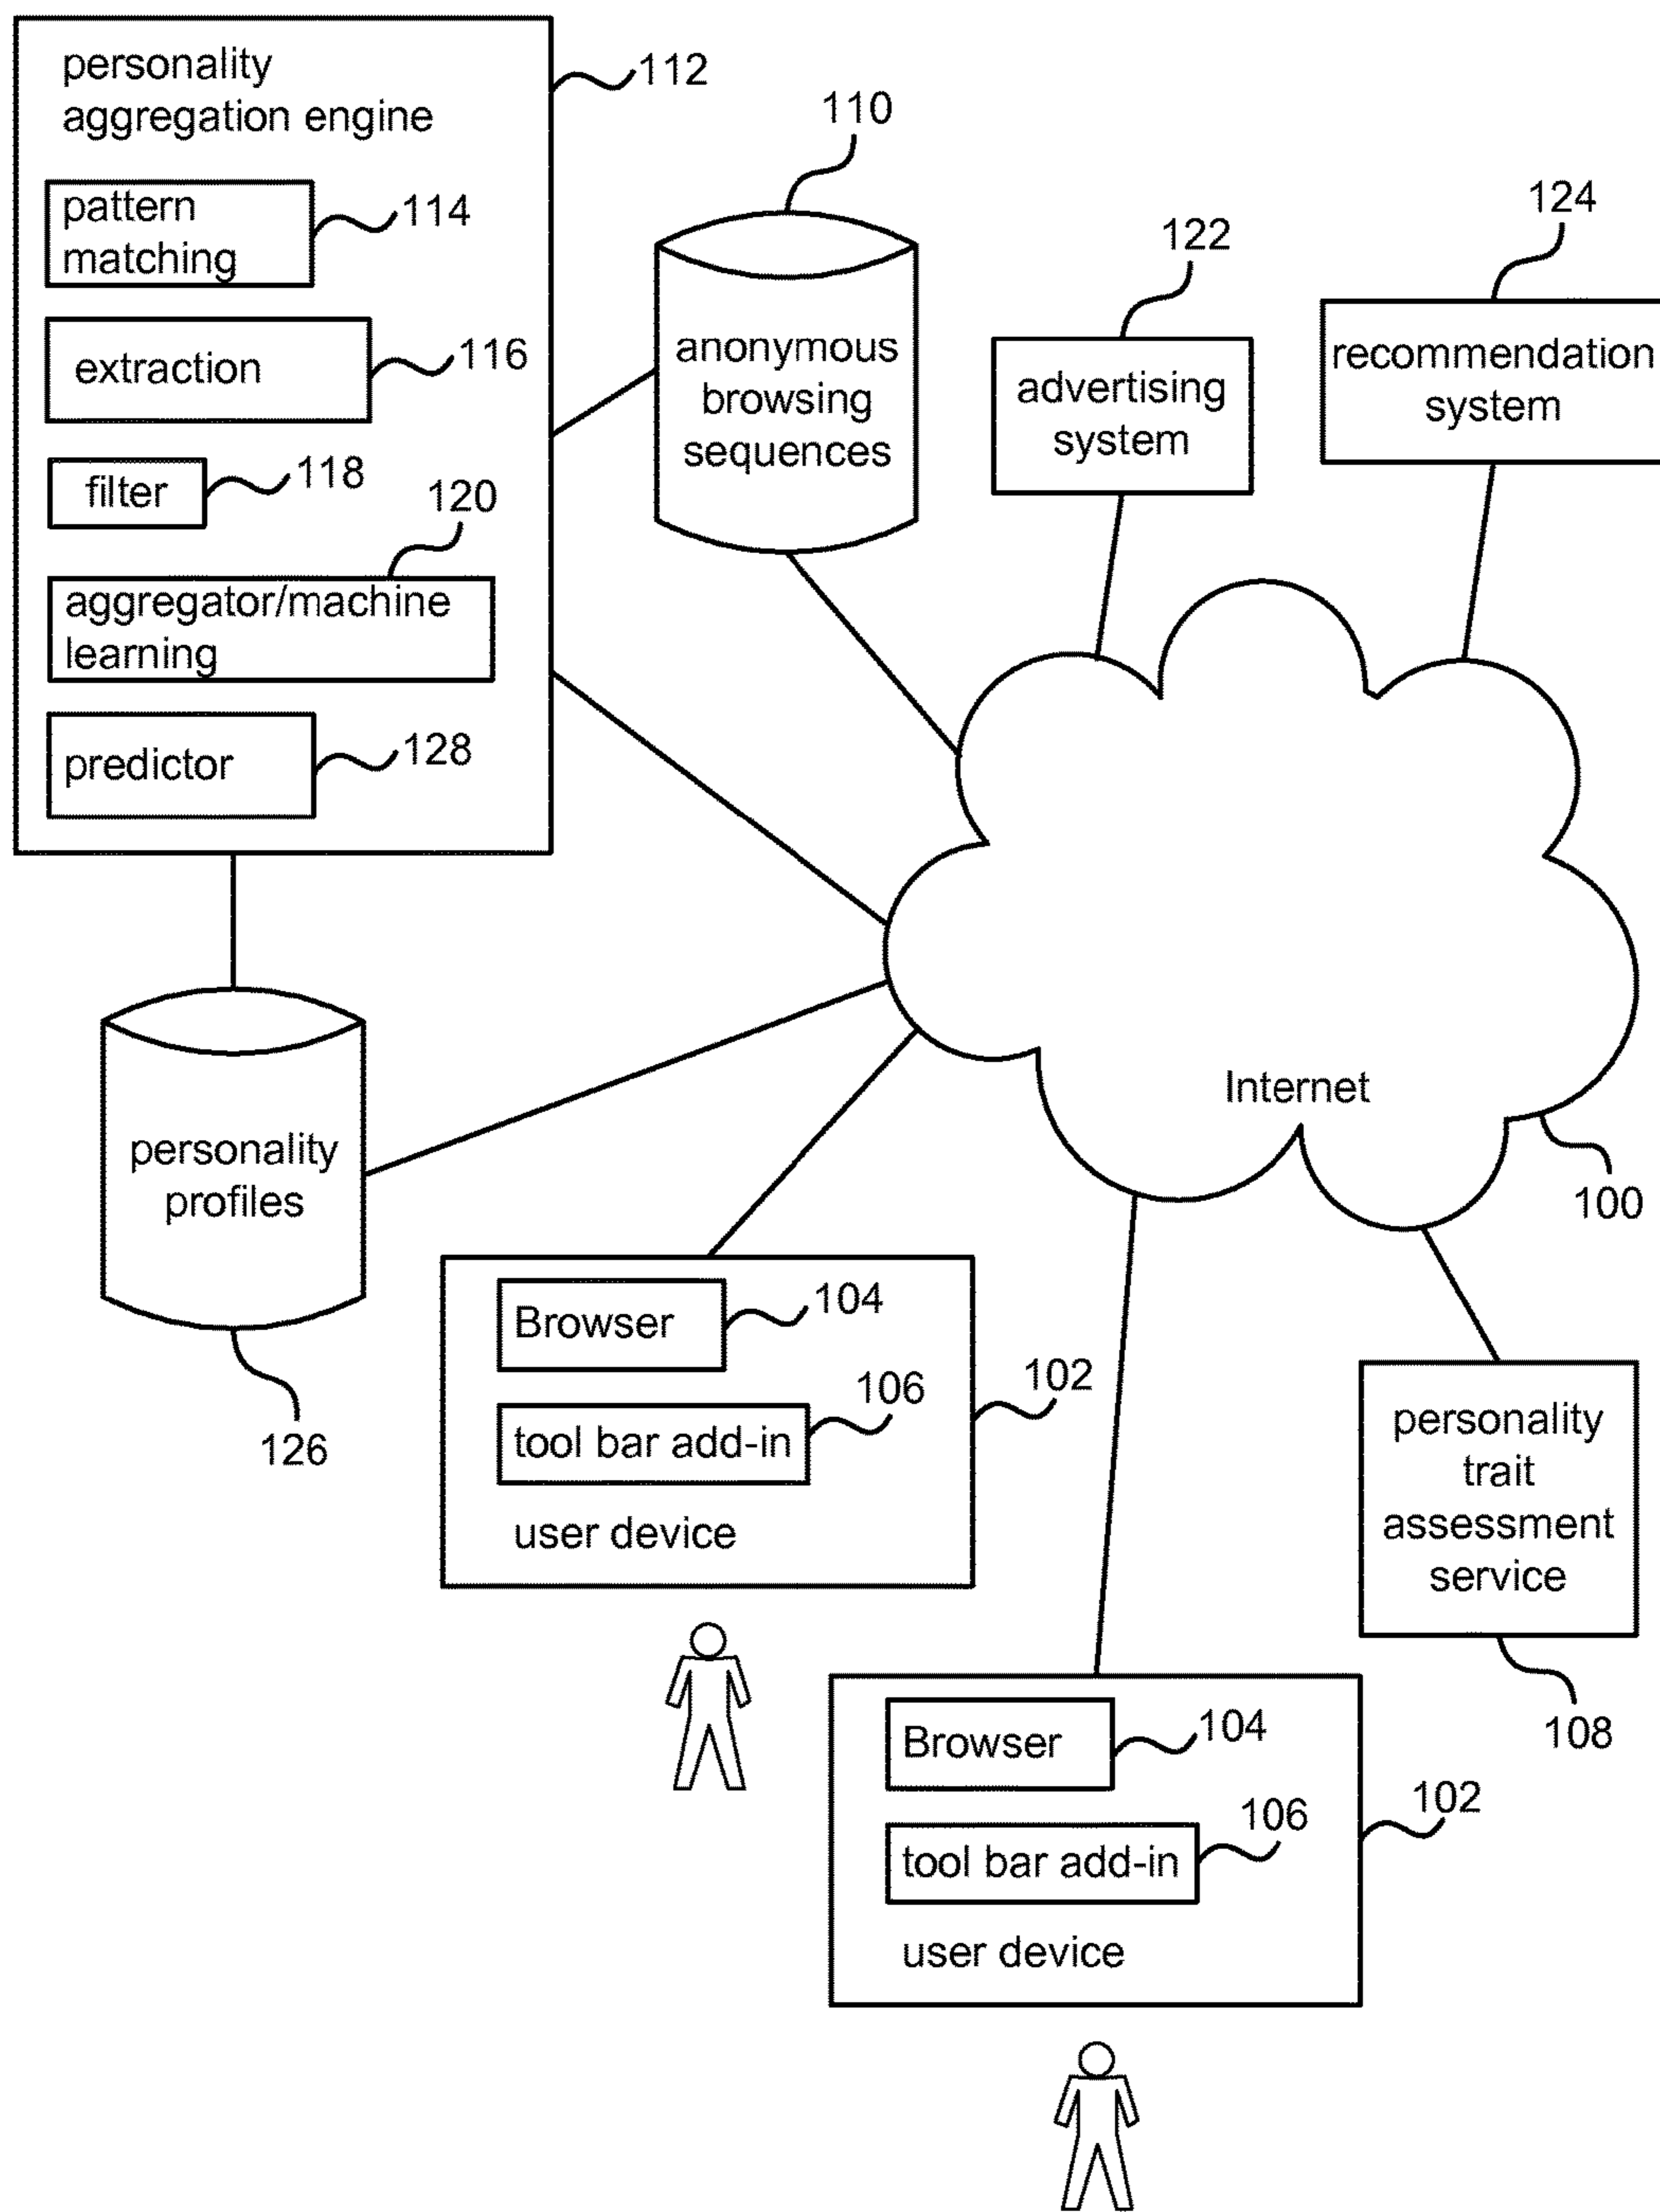 personality
aggregation engine
112
pattern
matching
114
extraction
116
filter
118
120
aggregator/machine
learning
predictor
128
110
anonymous
browsing
sequences
122
advertising
system
124
recommendation
system
Internet
100
personality
profiles
126
Browser
104
106
tool bar add-in
user device
102
personality
trait
assessment
service
108
Browser
104
106
tool bar add-in
user device
102